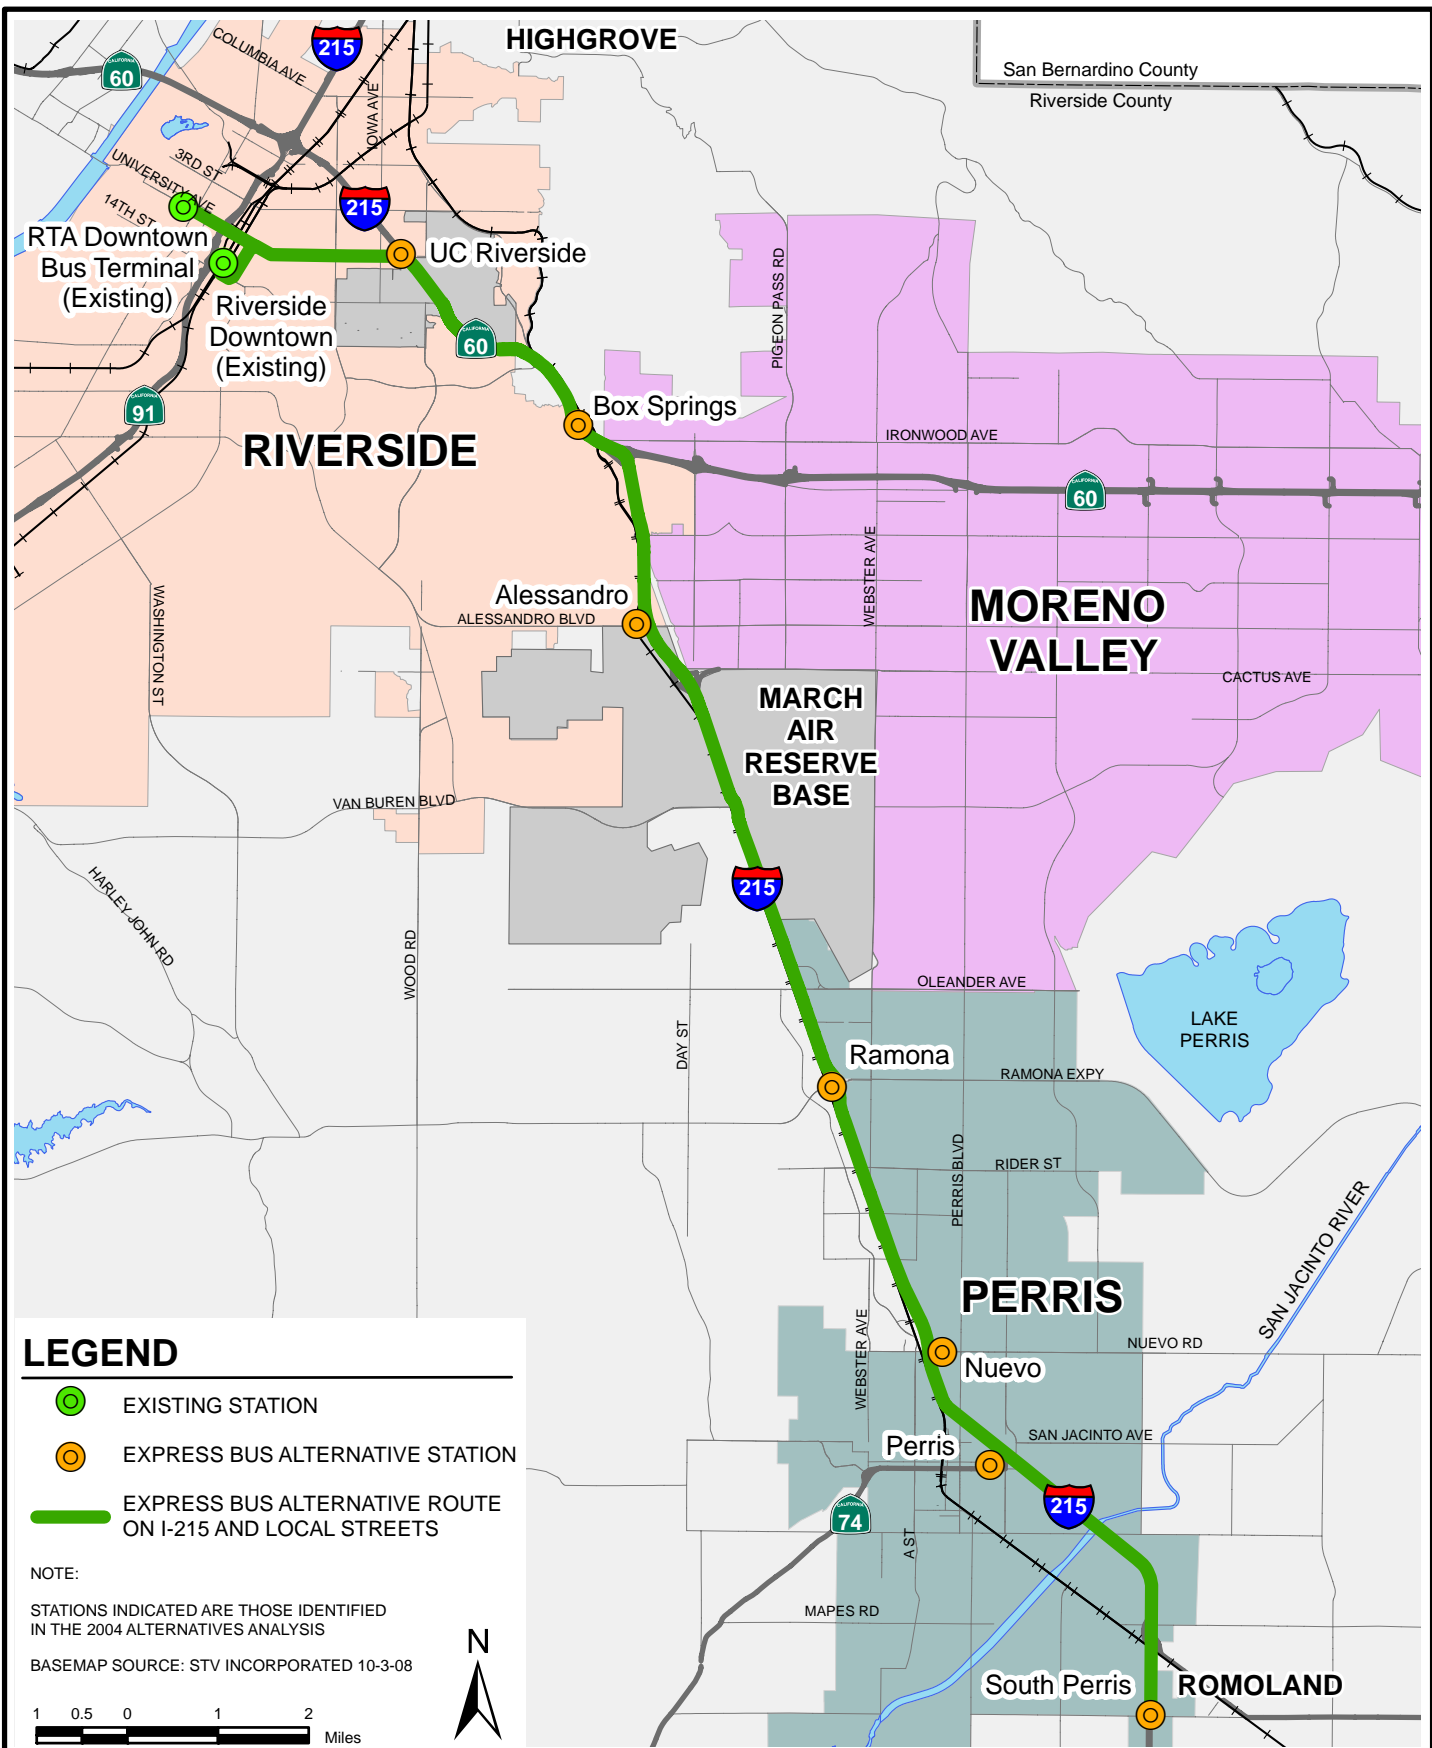 COLUMBIA AVE
215
HIGHGROVE
CALIFORNIA
60
San Bernardino County
Riverside County
IOWA AVE
3RD ST
UNIVERSITY AVE
14TH ST
215
RTA Downtown
Bus Terminal
(Existing)
UC Riverside
Riverside
Downtown
(Existing)
CALIFORNIA
60
PIGEON PASS RD
CALIFORNIA
91
Box Springs
RIVERSIDE
IRONWOOD AVE
CALIFORNIA
60
WEBSTER AVE
WASHINGTON ST
Alessandro
ALESSANDRO BLVD
MORENO
VALLEY
CACTUS AVE
MARCH
AIR
RESERVE
BASE
VAN BUREN BLVD
215
HARLEY JOHN RD
WOOD RD
OLEANDER AVE
LAKE
PERRIS
DAY ST
Ramona
RAMONA EXPY
PERRIS BLVD
RIDER ST
SAN JACINTO RIVER
PERRIS
WEBSTER AVE
NUEVO RD
Nuevo
SAN JACINTO AVE
Perris
215
CALIFORNIA
74
A ST
MAPES RD
South Perris
ROMOLAND
LEGEND
EXISTING STATION
EXPRESS BUS ALTERNATIVE STATION
EXPRESS BUS ALTERNATIVE ROUTE
ON I-215 AND LOCAL STREETS
NOTE:
STATIONS INDICATED ARE THOSE IDENTIFIED
IN THE 2004 ALTERNATIVES ANALYSIS
BASEMAP SOURCE: STV INCORPORATED 10-3-08
N
1 0.5 0 1 2
Miles